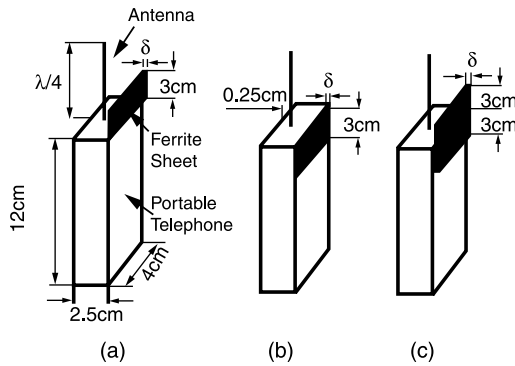 Antenna
δ
λ/4
3cm
Ferrite
Sheet
12cm
Portable
Telephone
4cm
2.5cm
(a)
δ
0.25cm
3cm
(b)
δ
3cm
3cm
(c)